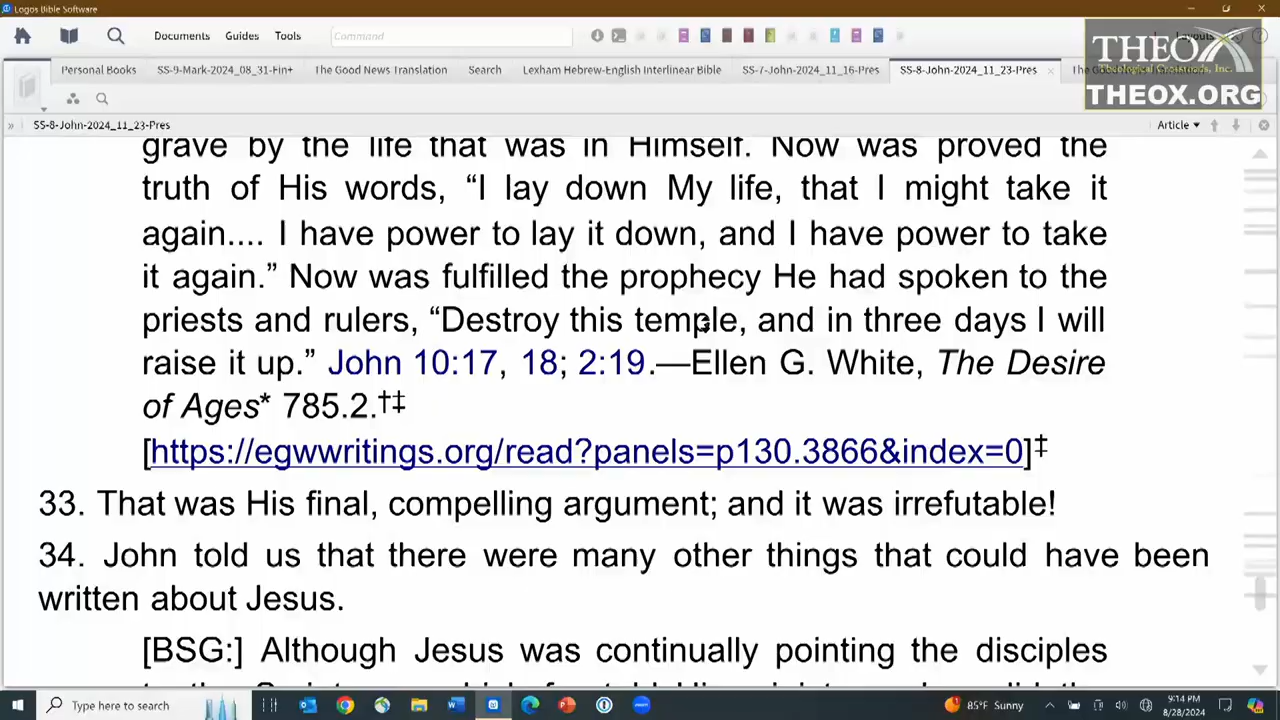 Logos Bible Software
Documents Guides Tools Command
THEOX
Theological Crossroads, Inc.
THEOX.ORG
Personal Books SS-9-Mark-2024_08_31-Fin+ The Good News SS-7-John-2024_11_16-Pres Lexham Hebrew-English Interlinear Bible SS-8-John-2024_11_23-Pres
SS-8-John-2024_11_23-Pres Article
grave by the life that was in Himself. Now was proved the
truth of His words, “I lay down My life, that I might take it
again.... I have power to lay it down, and I have power to take
it again.” Now was fulfilled the prophecy He had spoken to the
priests and rulers, “Destroy this temple, and in three days I will
raise it up.” John 10:17, 18; 2:19.—Ellen G. White, The Desire
of Ages* 785.2.†‡
[https://egwwritings.org/read?panels=p130.3866&index=0]‡
33. That was His final, compelling argument; and it was irrefutable!
34. John told us that there were many other things that could have been
written about Jesus.
[BSG:] Although Jesus was continually pointing the disciples
Type here to search
85°F Sunny
9:14 PM
8/28/2024